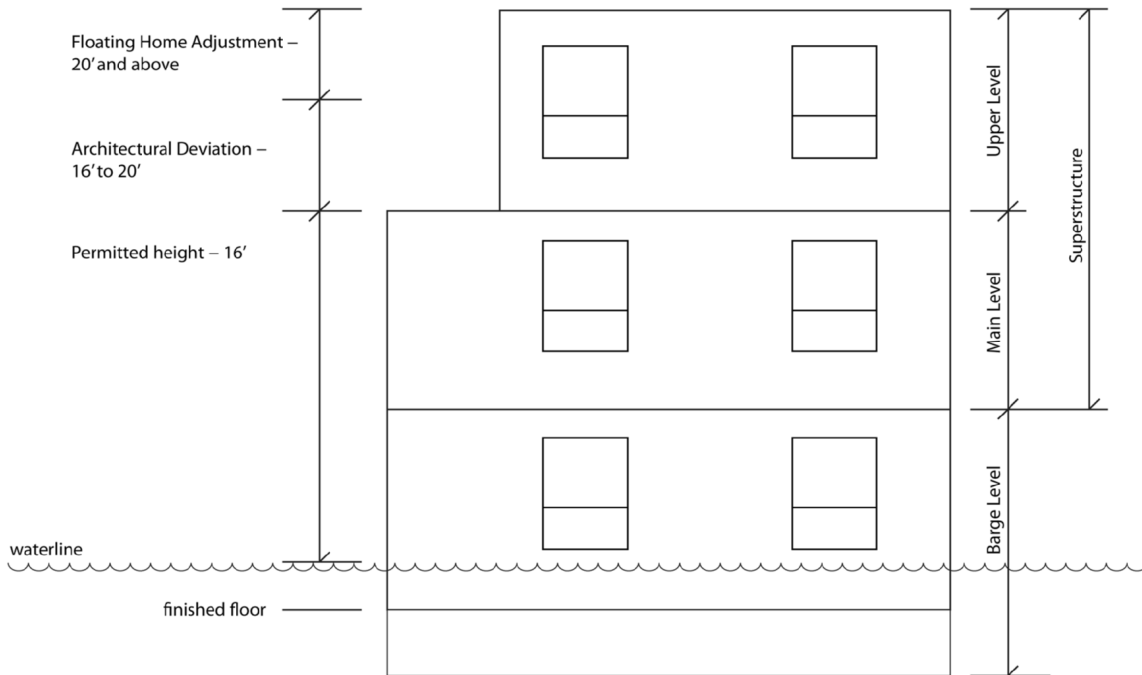 Floating Home Adjustment –
20’ and above
Architectural Deviation –
16’ to 20’
Permitted height – 16’
waterline
finished floor
Upper Level
Main Level
Barge Level
Superstructure